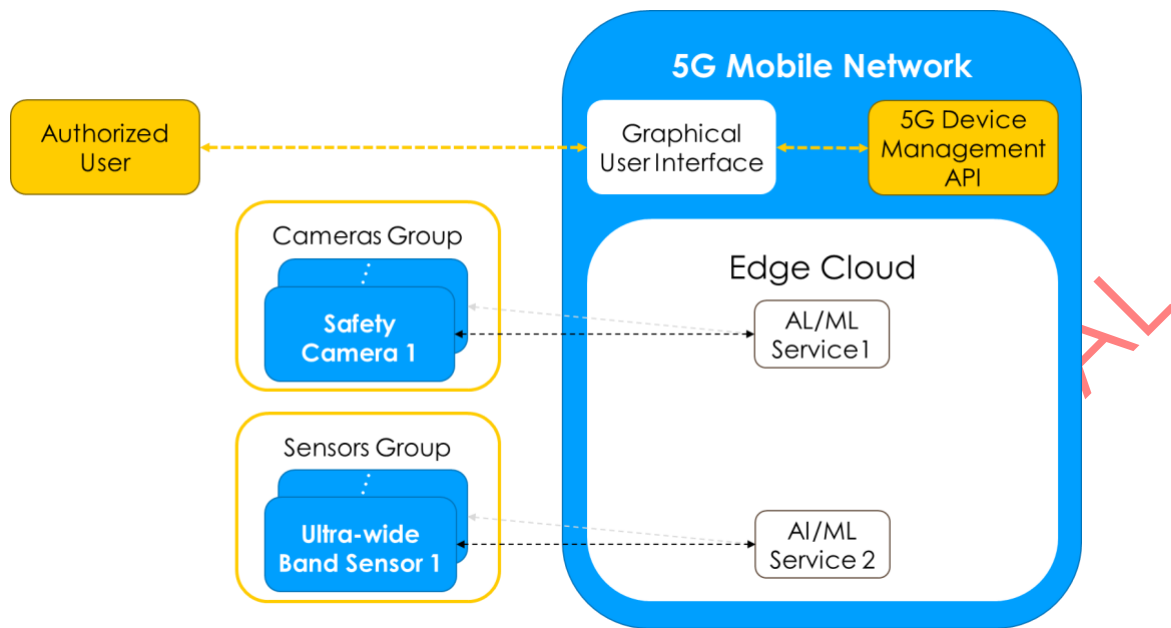 5G Mobile Network
Authorized
User
Graphical
User Interface
5G Device
Management
API
Cameras Group
Safety
Camera 1
Edge Cloud
AL/ML
Service1
Sensors Group
Ultra-wide
Band Sensor 1
AI/ML
Service 2
AL